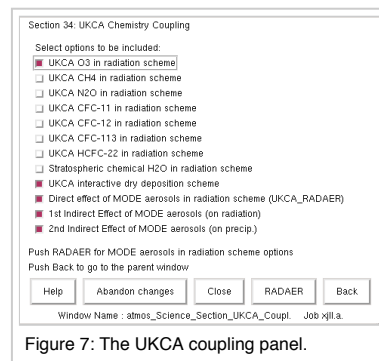 Section 34: UKCA Chemistry Coupling
Select options to be included:
UKCA O3 in radiation scheme
UKCA CH4 in radiation scheme
UKCA N2O in radiation scheme
UKCA CFC-11 in radiation scheme
UKCA CFC-12 in radiation scheme
UKCA CFC-113 in radiation scheme
UKCA HCFC-22 in radiation scheme
Stratospheric chemical H2O in radiation scheme
UKCA interactive dry deposition scheme
Direct effect of MODE aerosols in radiation scheme (UKCA_RADAER)
1st Indirect Effect of MODE aerosols (on radiation)
2nd Indirect Effect of MODE aerosols (on precip.)
Push RADAER for MODE aerosols in radiation scheme options
Push Back to go to the parent window
Help Abandon changes Close RADAER Back
Window Name : atmos_Science_Section_UKCA_Coupl. Job xjll.a.
Figure 7: The UKCA coupling panel.